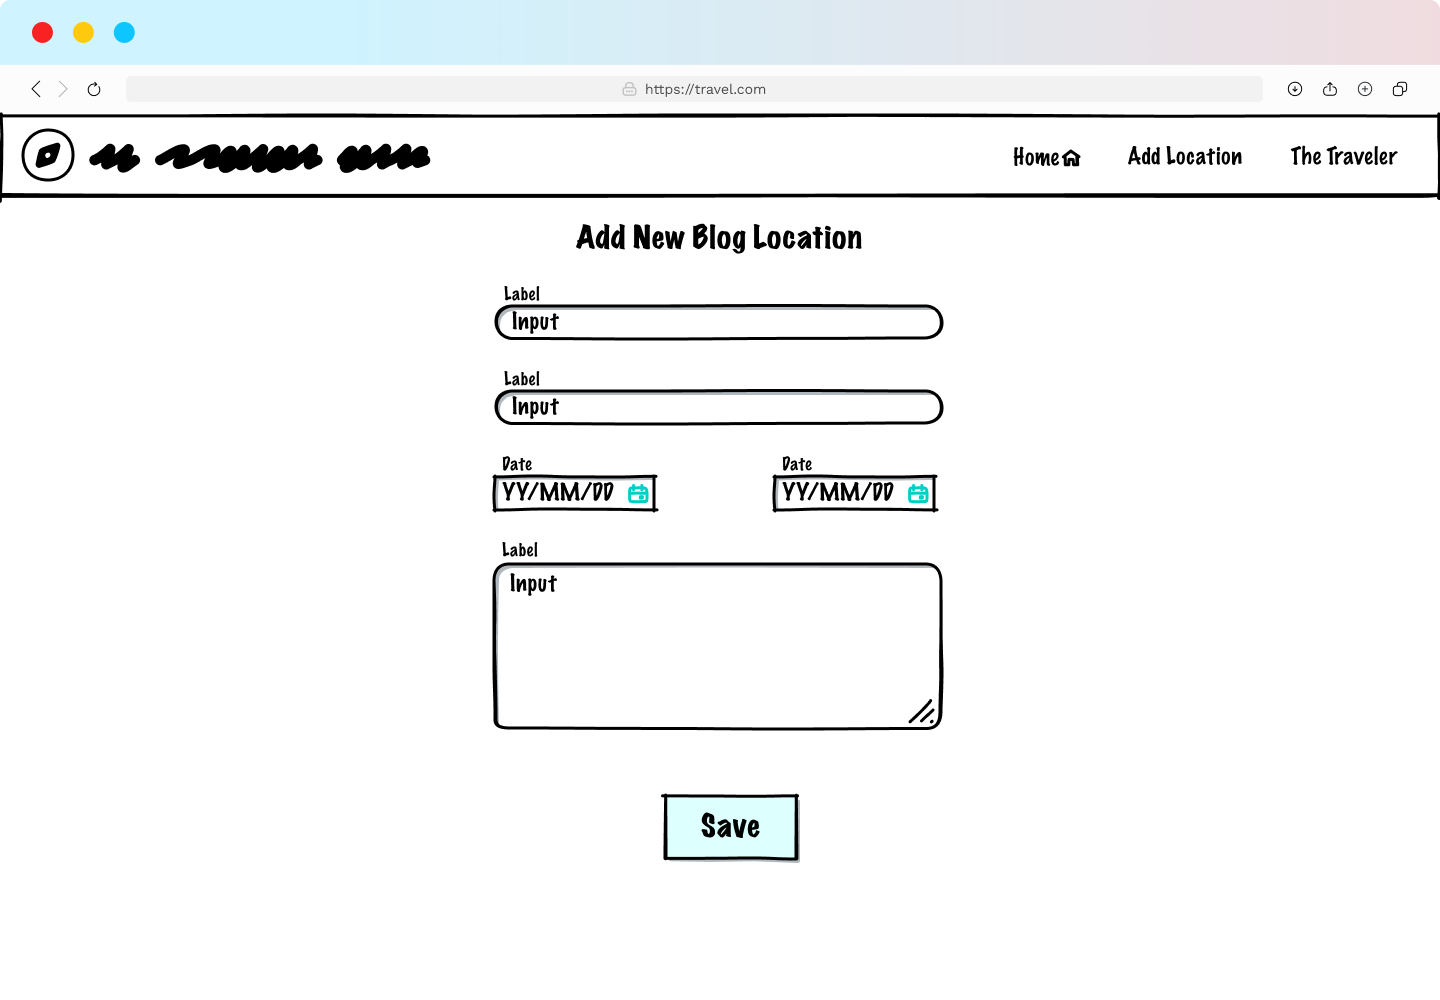 https://travel.com
Home Add Location The Traveler
Add New Blog Location
Label
Input
Label
Input
Date Date
YY/MM/DD YY/MM/DD
Label
Input
Save